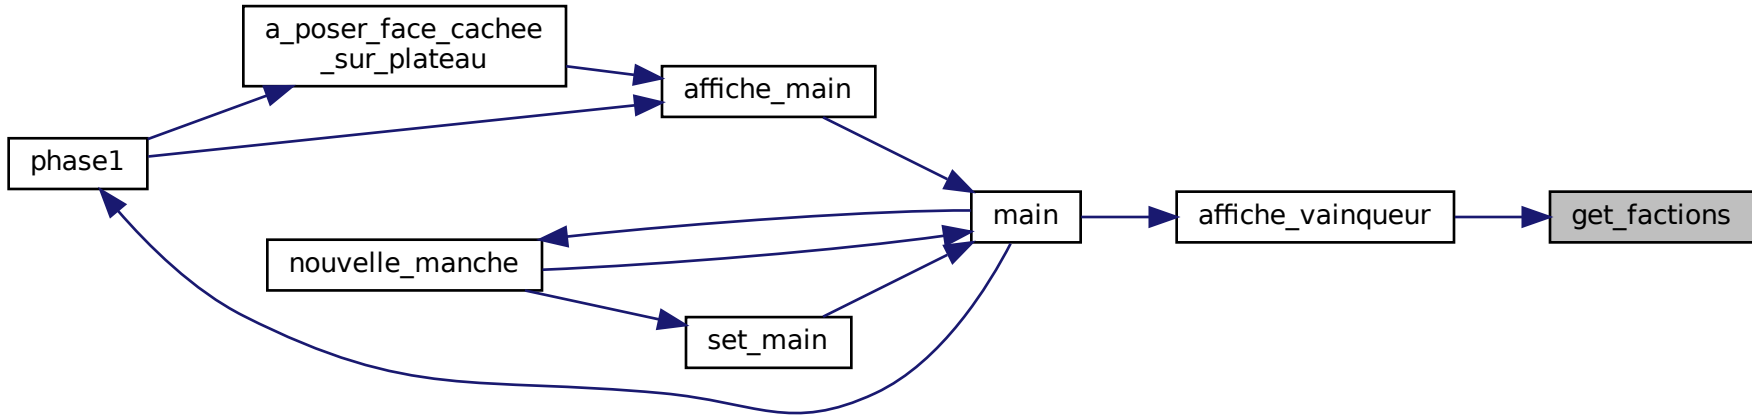 a_poser_face_cachee
_sur_plateau
affiche_main
phase1
main
affiche_vainqueur
get_factions
nouvelle_manche
set_main